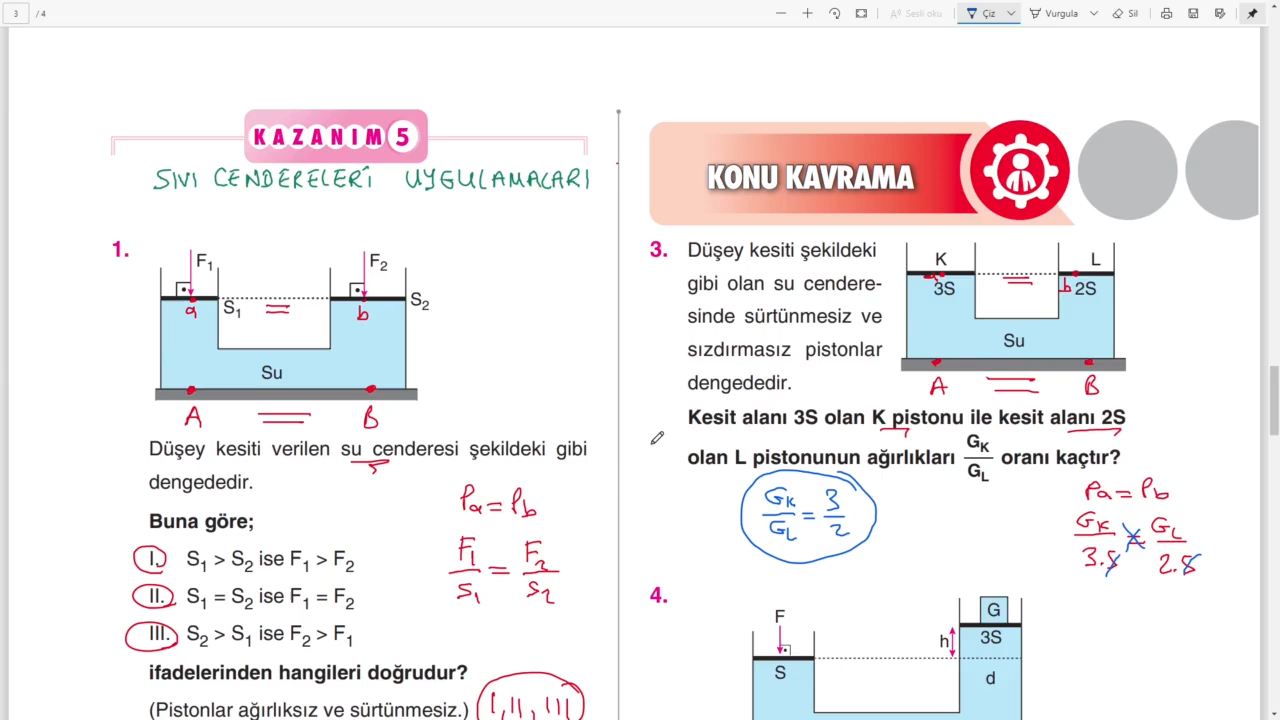 3 / 4
Sesli oku
Çiz
Vurgula
Sil
KAZANIM 5
SIVI CENDERELERİ UYGULAMALARI
1.
F1
F2
a
S1
=
b
S2
Su
A = B
Düşey kesiti verilen su cenderesi şekildeki gibi
dengededir.
Buna göre;
I. S1 > S2 ise F1 > F2
II. S1 = S2 ise F1 = F2
III. S2 > S1 ise F2 > F1
Pa = Pb
F1/S1 = F2/S2
ifadelerinden hangileri doğrudur?
(Pistonlar ağırlıksız ve sürtünmesiz.)
I, II, III
KONU KAVRAMA
3.
Düşey kesiti şekildeki
gibi olan su cendere-
sinde sürtünmesiz ve
sızdırmasız pistonlar
dengededir.
K
L
a
3S
=
b
2S
Su
A = B
Kesit alanı 3S olan K pistonu ile kesit alanı 2S
olan L pistonunun ağırlıkları GK/GL oranı kaçtır?
GK/GL = 3/2
Pa = Pb
GK/3.S = GL/2.S
4.
F
S
h
G
3S
d